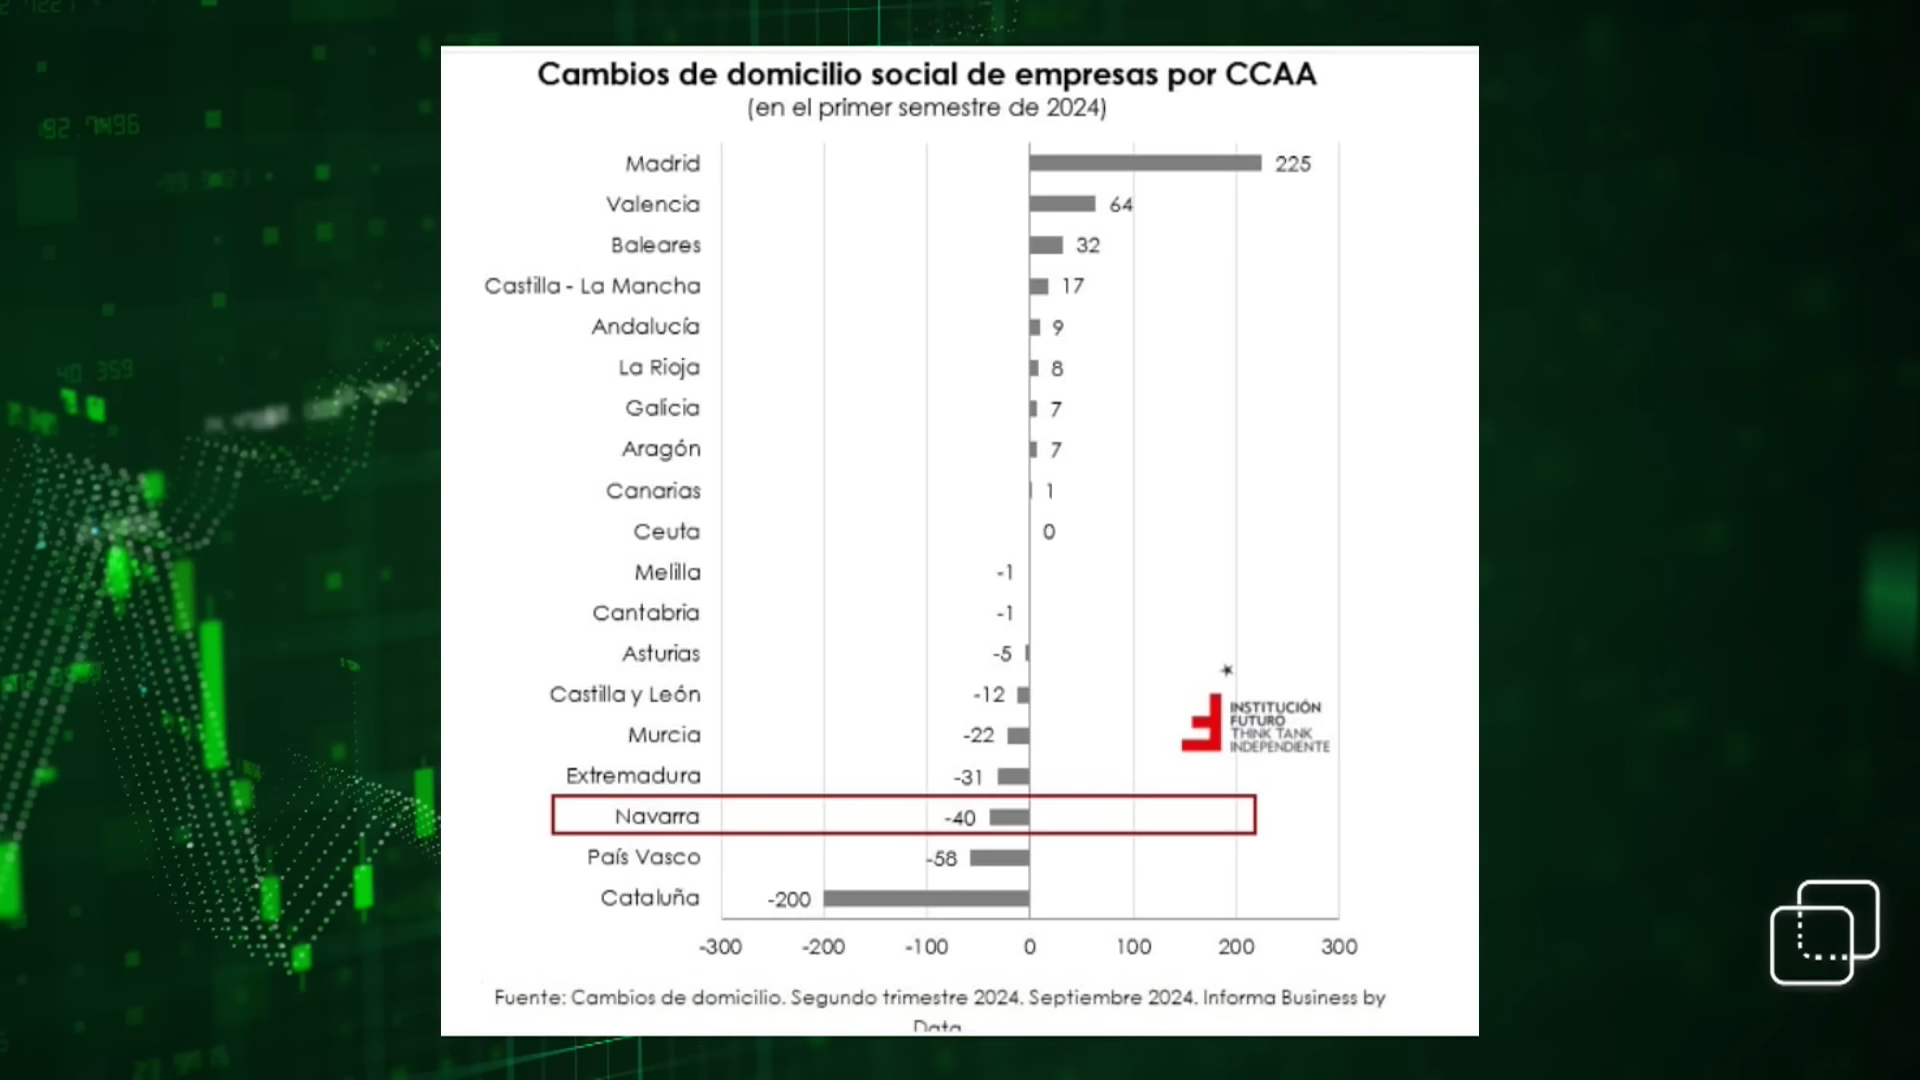 Cambios de domicilio social de empresas por CCAA
(en el primer semestre de 2024)
Madrid 225
Valencia 64
Baleares 32
Castilla - La Mancha 17
Andalucía 9
La Rioja 8
Galicia 7
Aragón 7
Canarias 1
Ceuta 0
Melilla -1
Cantabria -1
Asturias -5
Castilla y León -12
Murcia -22
Extremadura -31
Navarra -40
País Vasco -58
Cataluña -200
INSTITUCIÓN
FUTURO
THINK TANK
INDEPENDIENTE
-300 -200 -100 0 100 200 300
Fuente: Cambios de domicilio. Segundo trimestre 2024. Septiembre 2024. Informa Business by
Data
40 359